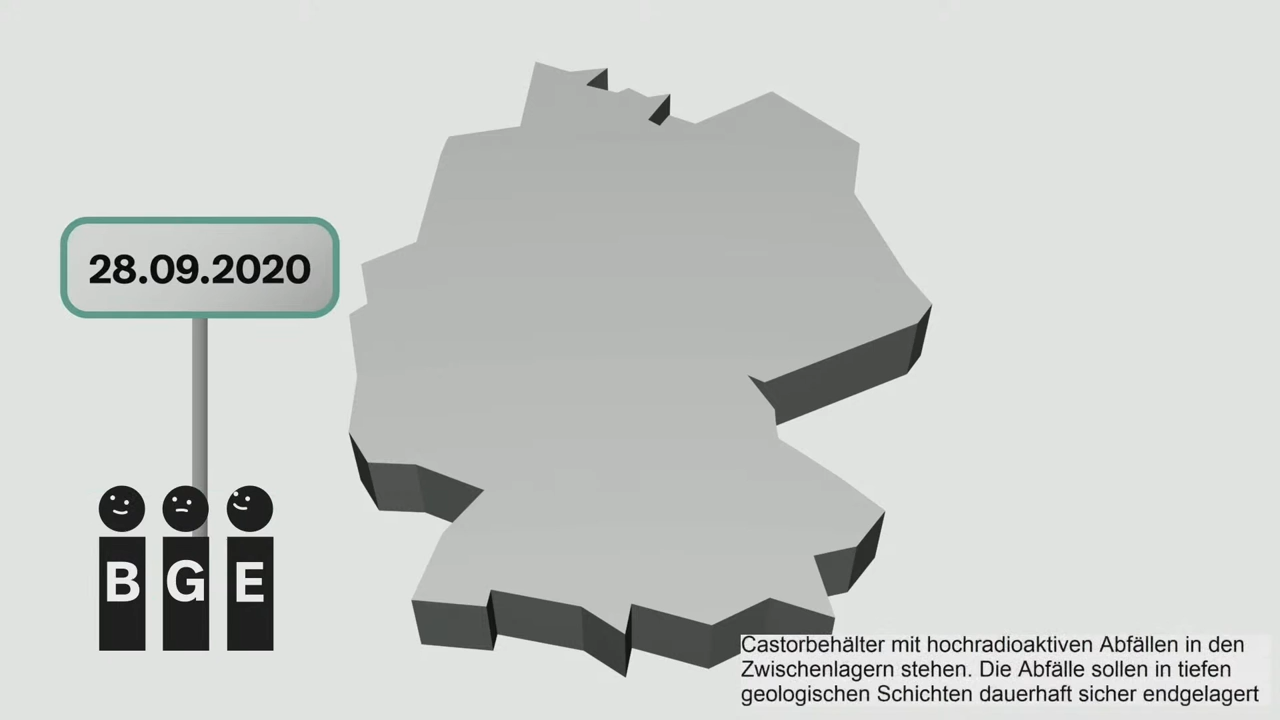 28.09.2020
B G E
Castorbehälter mit hochradioaktiven Abfällen in den
Zwischenlagern stehen. Die Abfälle sollen in tiefen
geologischen Schichten dauerhaft sicher endgelagert